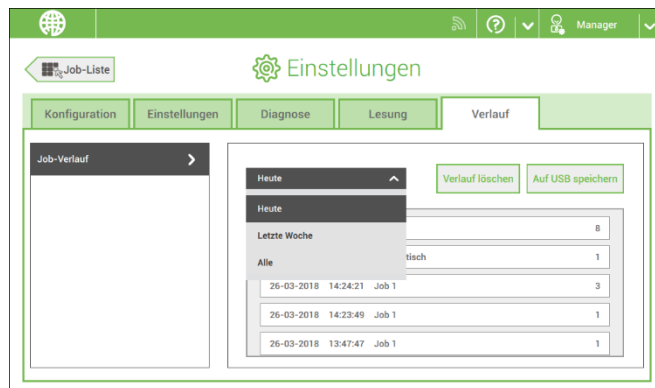 Manager
Job-Liste
Einstellungen
Konfiguration
Einstellungen
Diagnose
Lesung
Verlauf
Job-Verlauf
Heute
Verlauf löschen
Auf USB speichern
Heute
Letzte Woche
Alle
8
tisch 1
26-03-2018 14:24:21 Job 1 3
26-03-2018 14:23:49 Job 1 1
26-03-2018 13:47:47 Job 1 1